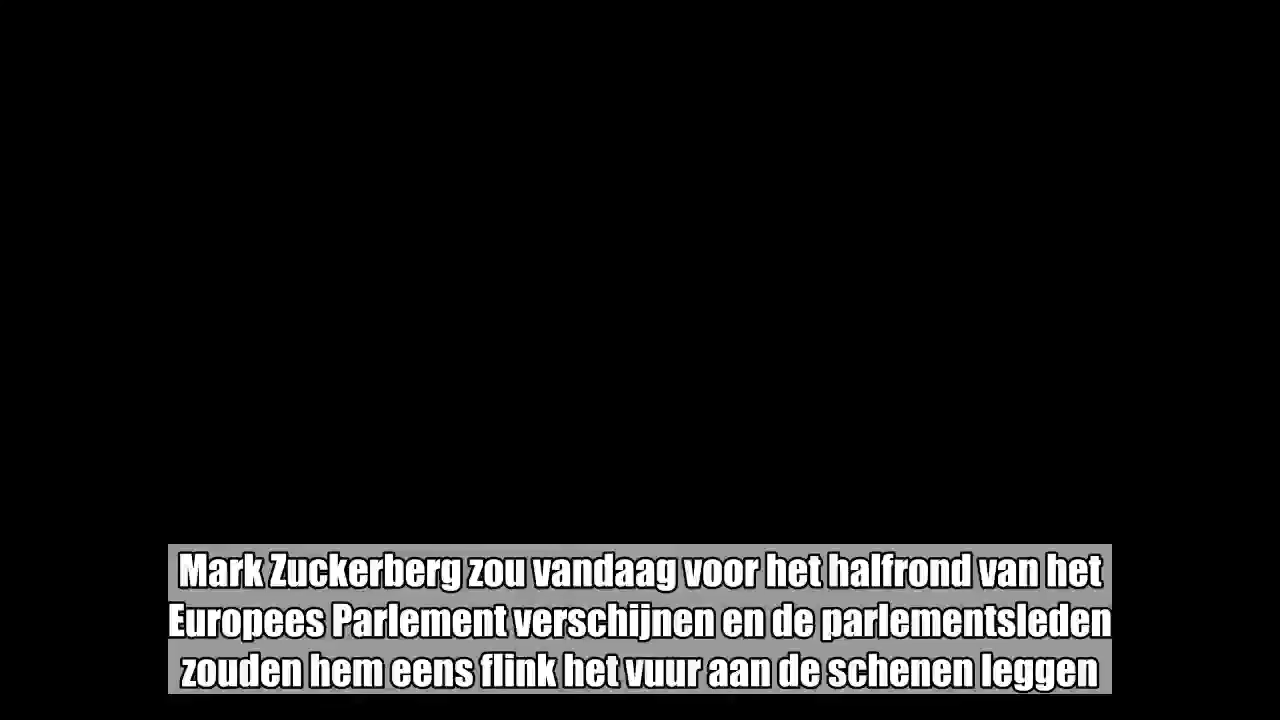 Mark Zuckerberg zou vandaag voor het halfrond van het
Europees Parlement verschijnen en de parlementsleden
zouden hem eens flink het vuur aan de schenen leggen